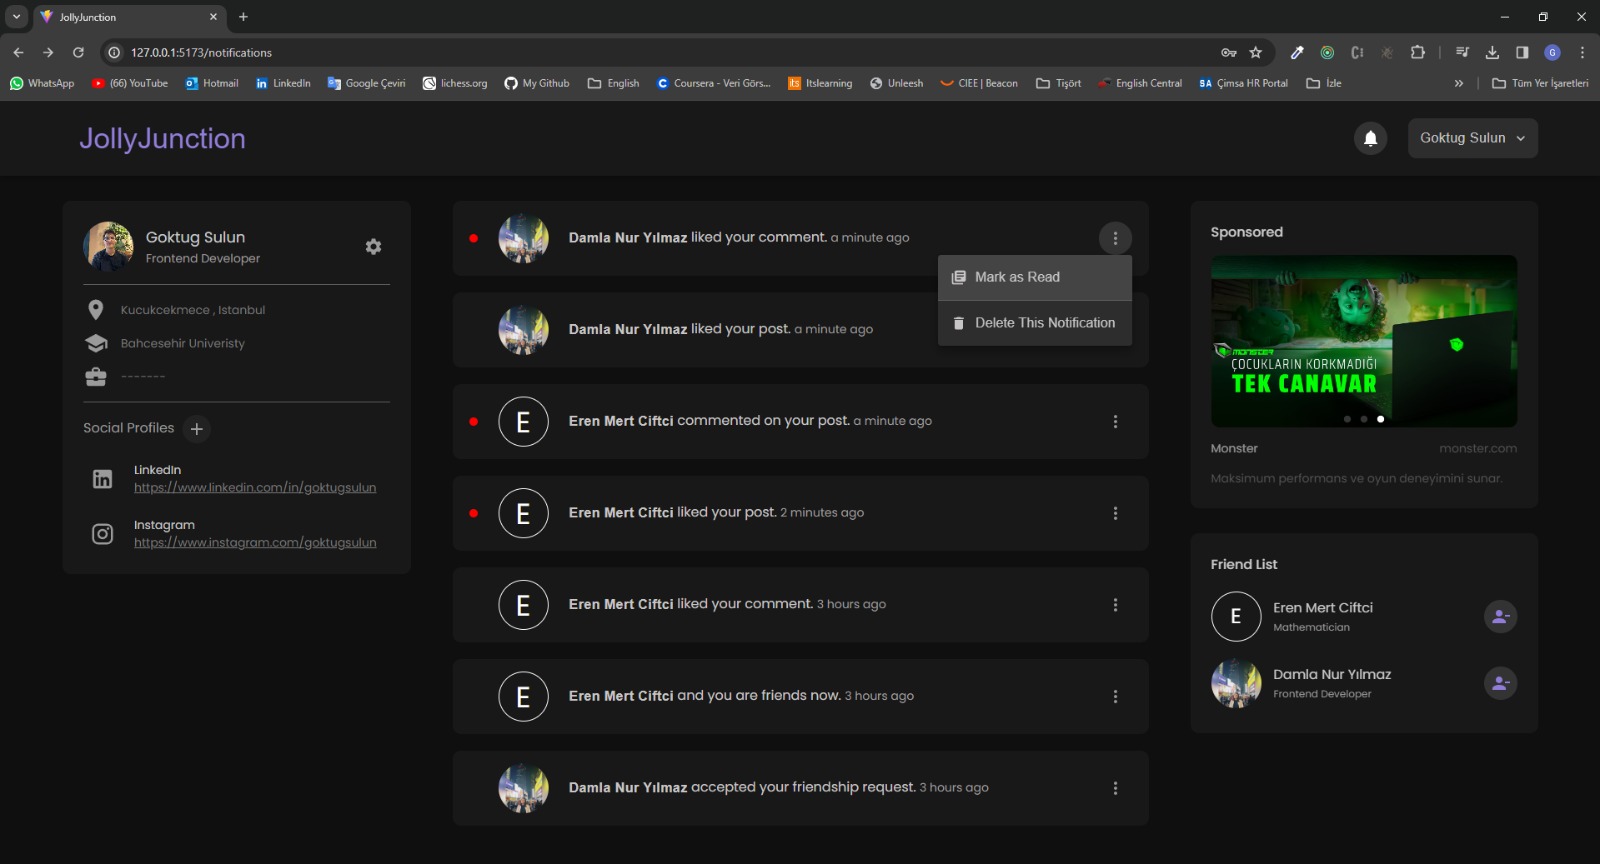 JollyJunction
127.0.0.1:5173/notifications
WhatsApp
(66) YouTube
Hotmail
LinkedIn
Google Çeviri
lichess.org
My Github
English
Coursera - Veri Görs...
Itslearning
Unleesh
CIEE | Beacon
Tişört
English Central
Çimsa HR Portal
İzle
Tüm Yer İşaretleri
JollyJunction
Goktug Sulun
Goktug Sulun
Frontend Developer
Kucukcekmece , Istanbul
Bahcesehir Univeristy
-------
Social Profiles
LinkedIn
https://www.linkedin.com/in/goktugsulun
Instagram
https://www.instagram.com/goktugsulun
Damla Nur Yılmaz liked your comment. a minute ago
Mark as Read
Delete This Notification
Damla Nur Yılmaz liked your post. a minute ago
E
Eren Mert Ciftci commented on your post. a minute ago
E
Eren Mert Ciftci liked your post. 2 minutes ago
E
Eren Mert Ciftci liked your comment. 3 hours ago
E
Eren Mert Ciftci and you are friends now. 3 hours ago
Damla Nur Yılmaz accepted your friendship request. 3 hours ago
Sponsored
MONSTER
ÇOCUKLARIN KORKMADIĞI
TEK CANAVAR
Monster
monster.com
Maksimum performans ve oyun deneyimini sunar.
Friend List
E
Eren Mert Ciftci
Mathematician
Damla Nur Yılmaz
Frontend Developer